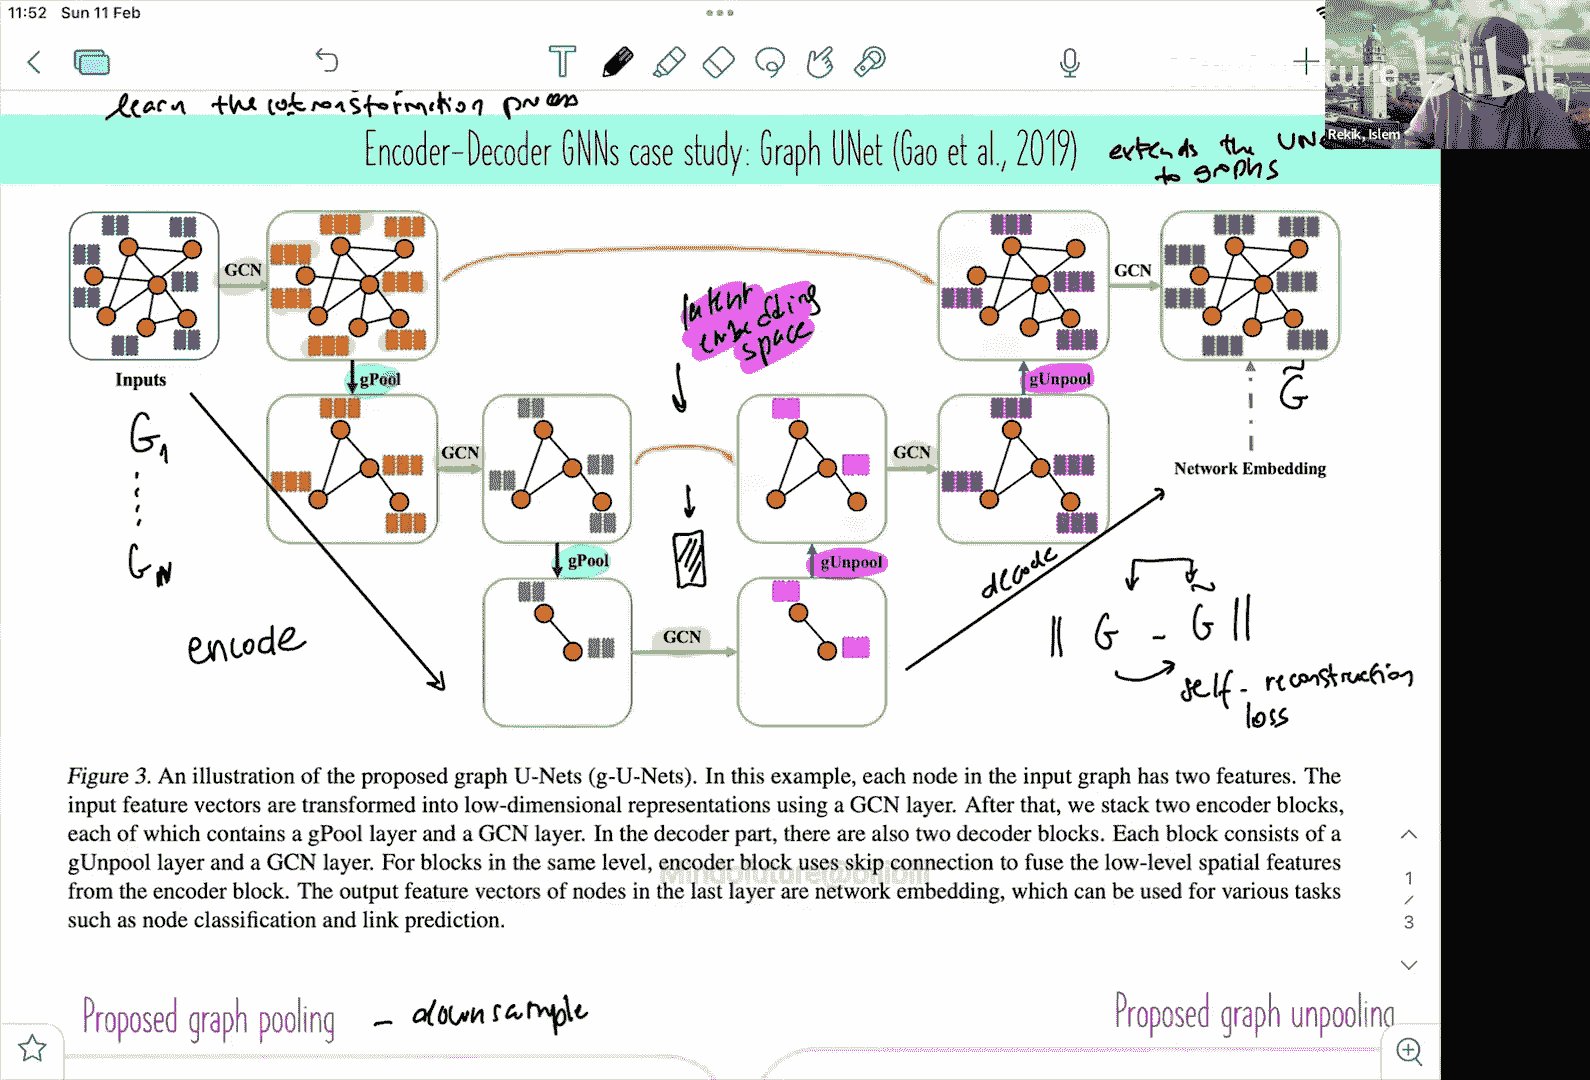 11:52 Sun 11 Feb
learn the transformation process
Encoder-Decoder GNNs case study: Graph UNet (Gao et al., 2019)
extends the UN
to graphs
ture
bilibili
Rekik, Islem
GCN
GCN
Inputs
gPool
latent
embedding
space
gUnpool
G̃
G1
GN
GCN
GCN
Network Embedding
gPool
gUnpool
encode
GCN
decode
|| G - G̃ ||
self-reconstruction
loss
Figure 3. An illustration of the proposed graph U-Nets (g-U-Nets). In this example, each node in the input graph has two features. The
input feature vectors are transformed into low-dimensional representations using a GCN layer. After that, we stack two encoder blocks,
each of which contains a gPool layer and a GCN layer. In the decoder part, there are also two decoder blocks. Each block consists of a
gUnpool layer and a GCN layer. For blocks in the same level, encoder block uses skip connection to fuse the low-level spatial features
from the encoder block. The output feature vectors of nodes in the last layer are network embedding, which can be used for various tasks
such as node classification and link prediction.
1
/
3
Proposed graph pooling - downsample
Proposed graph unpooling